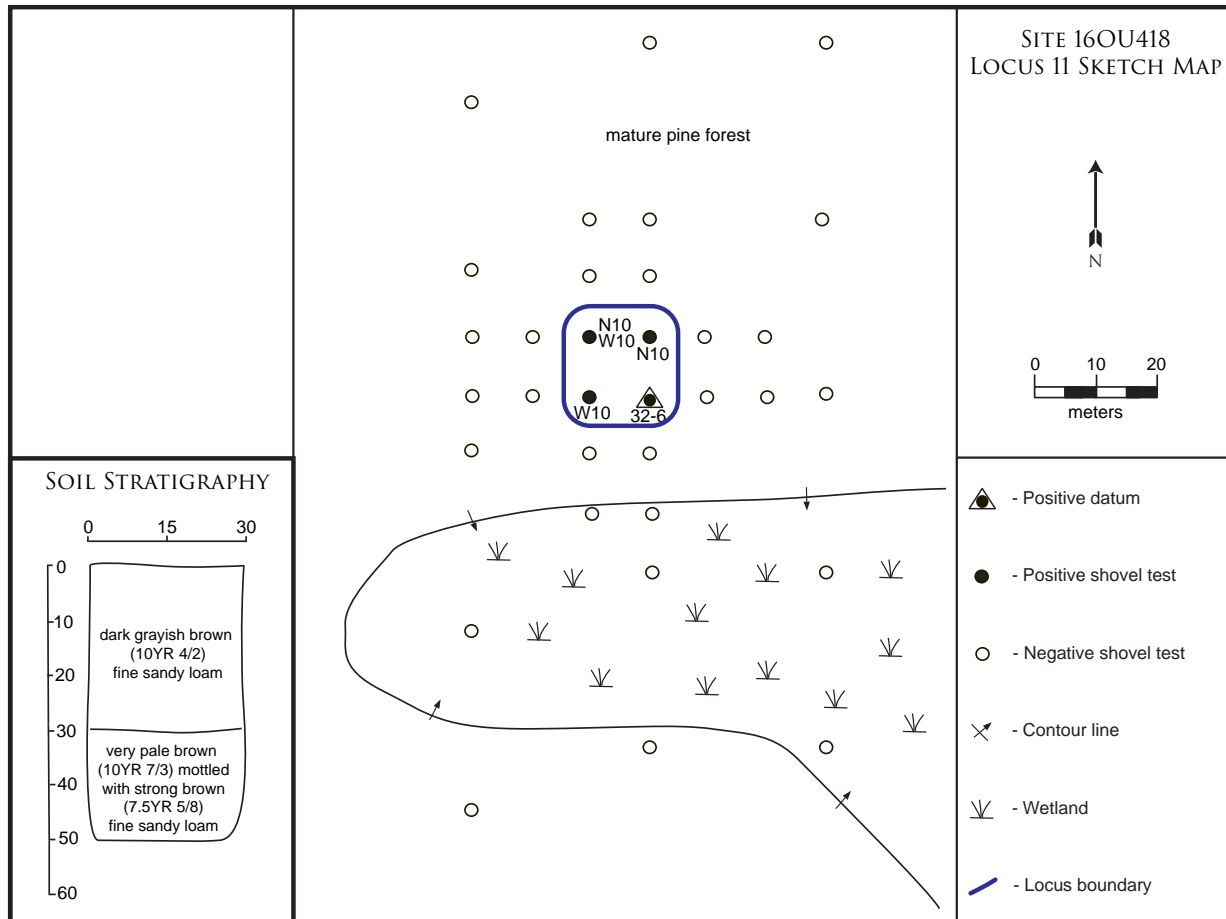 SITE 16OU418
LOCUS 11 SKETCH MAP
mature pine forest
N
N10
W10
N10
W10
32-6
0 10 20
meters
SOIL STRATIGRAPHY
0 15 30
0
-10
-20
-30
-40
-50
-60
dark grayish brown
(10YR 4/2)
fine sandy loam
very pale brown
(10YR 7/3) mottled
with strong brown
(7.5YR 5/8)
fine sandy loam
- Positive datum
- Positive shovel test
- Negative shovel test
- Contour line
- Wetland
- Locus boundary